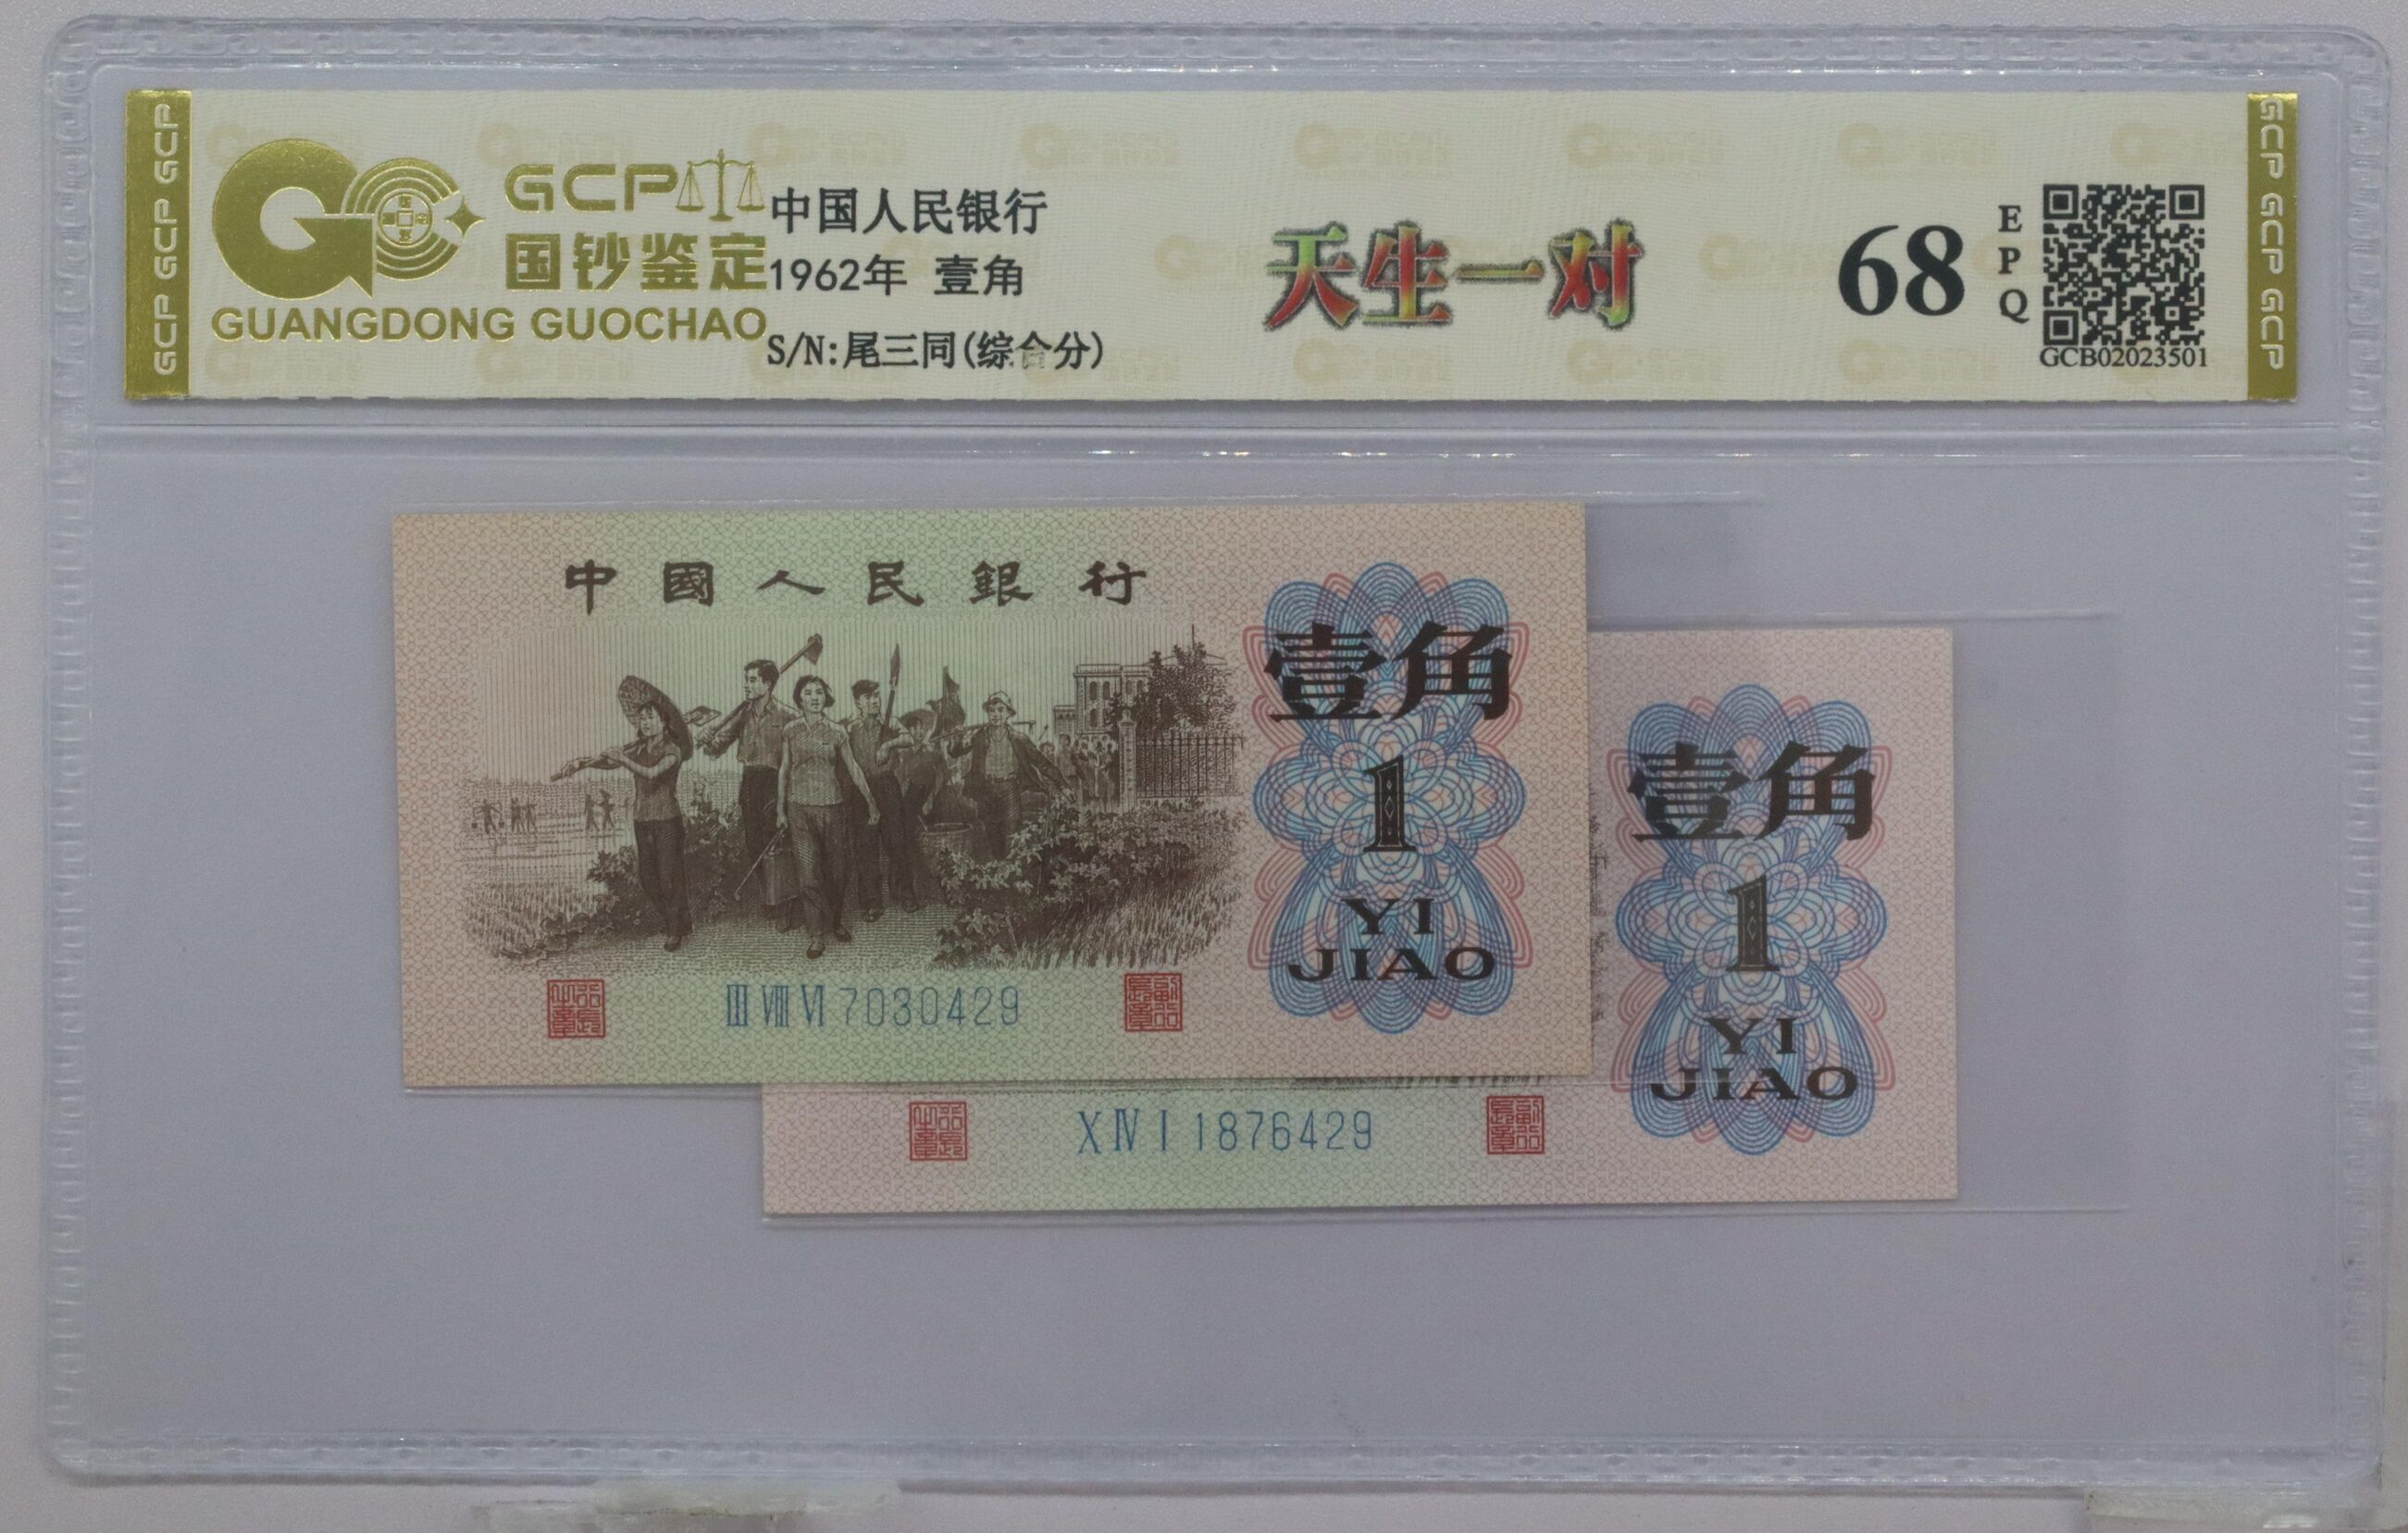 GCP GCP GCP
GCP
国钞鉴定
GUANGDONG GUOCHAO
中国人民银行
1962年 壹角
S/N:尾三同(综合分)
天生一对
68
EPQ
GCB02023501
GCP GCP GCP
中國人民銀行
壹角
1
YI
JIAO
III VIII VI 7030429
壹角
1
YI
JIAO
X IV I 1876429